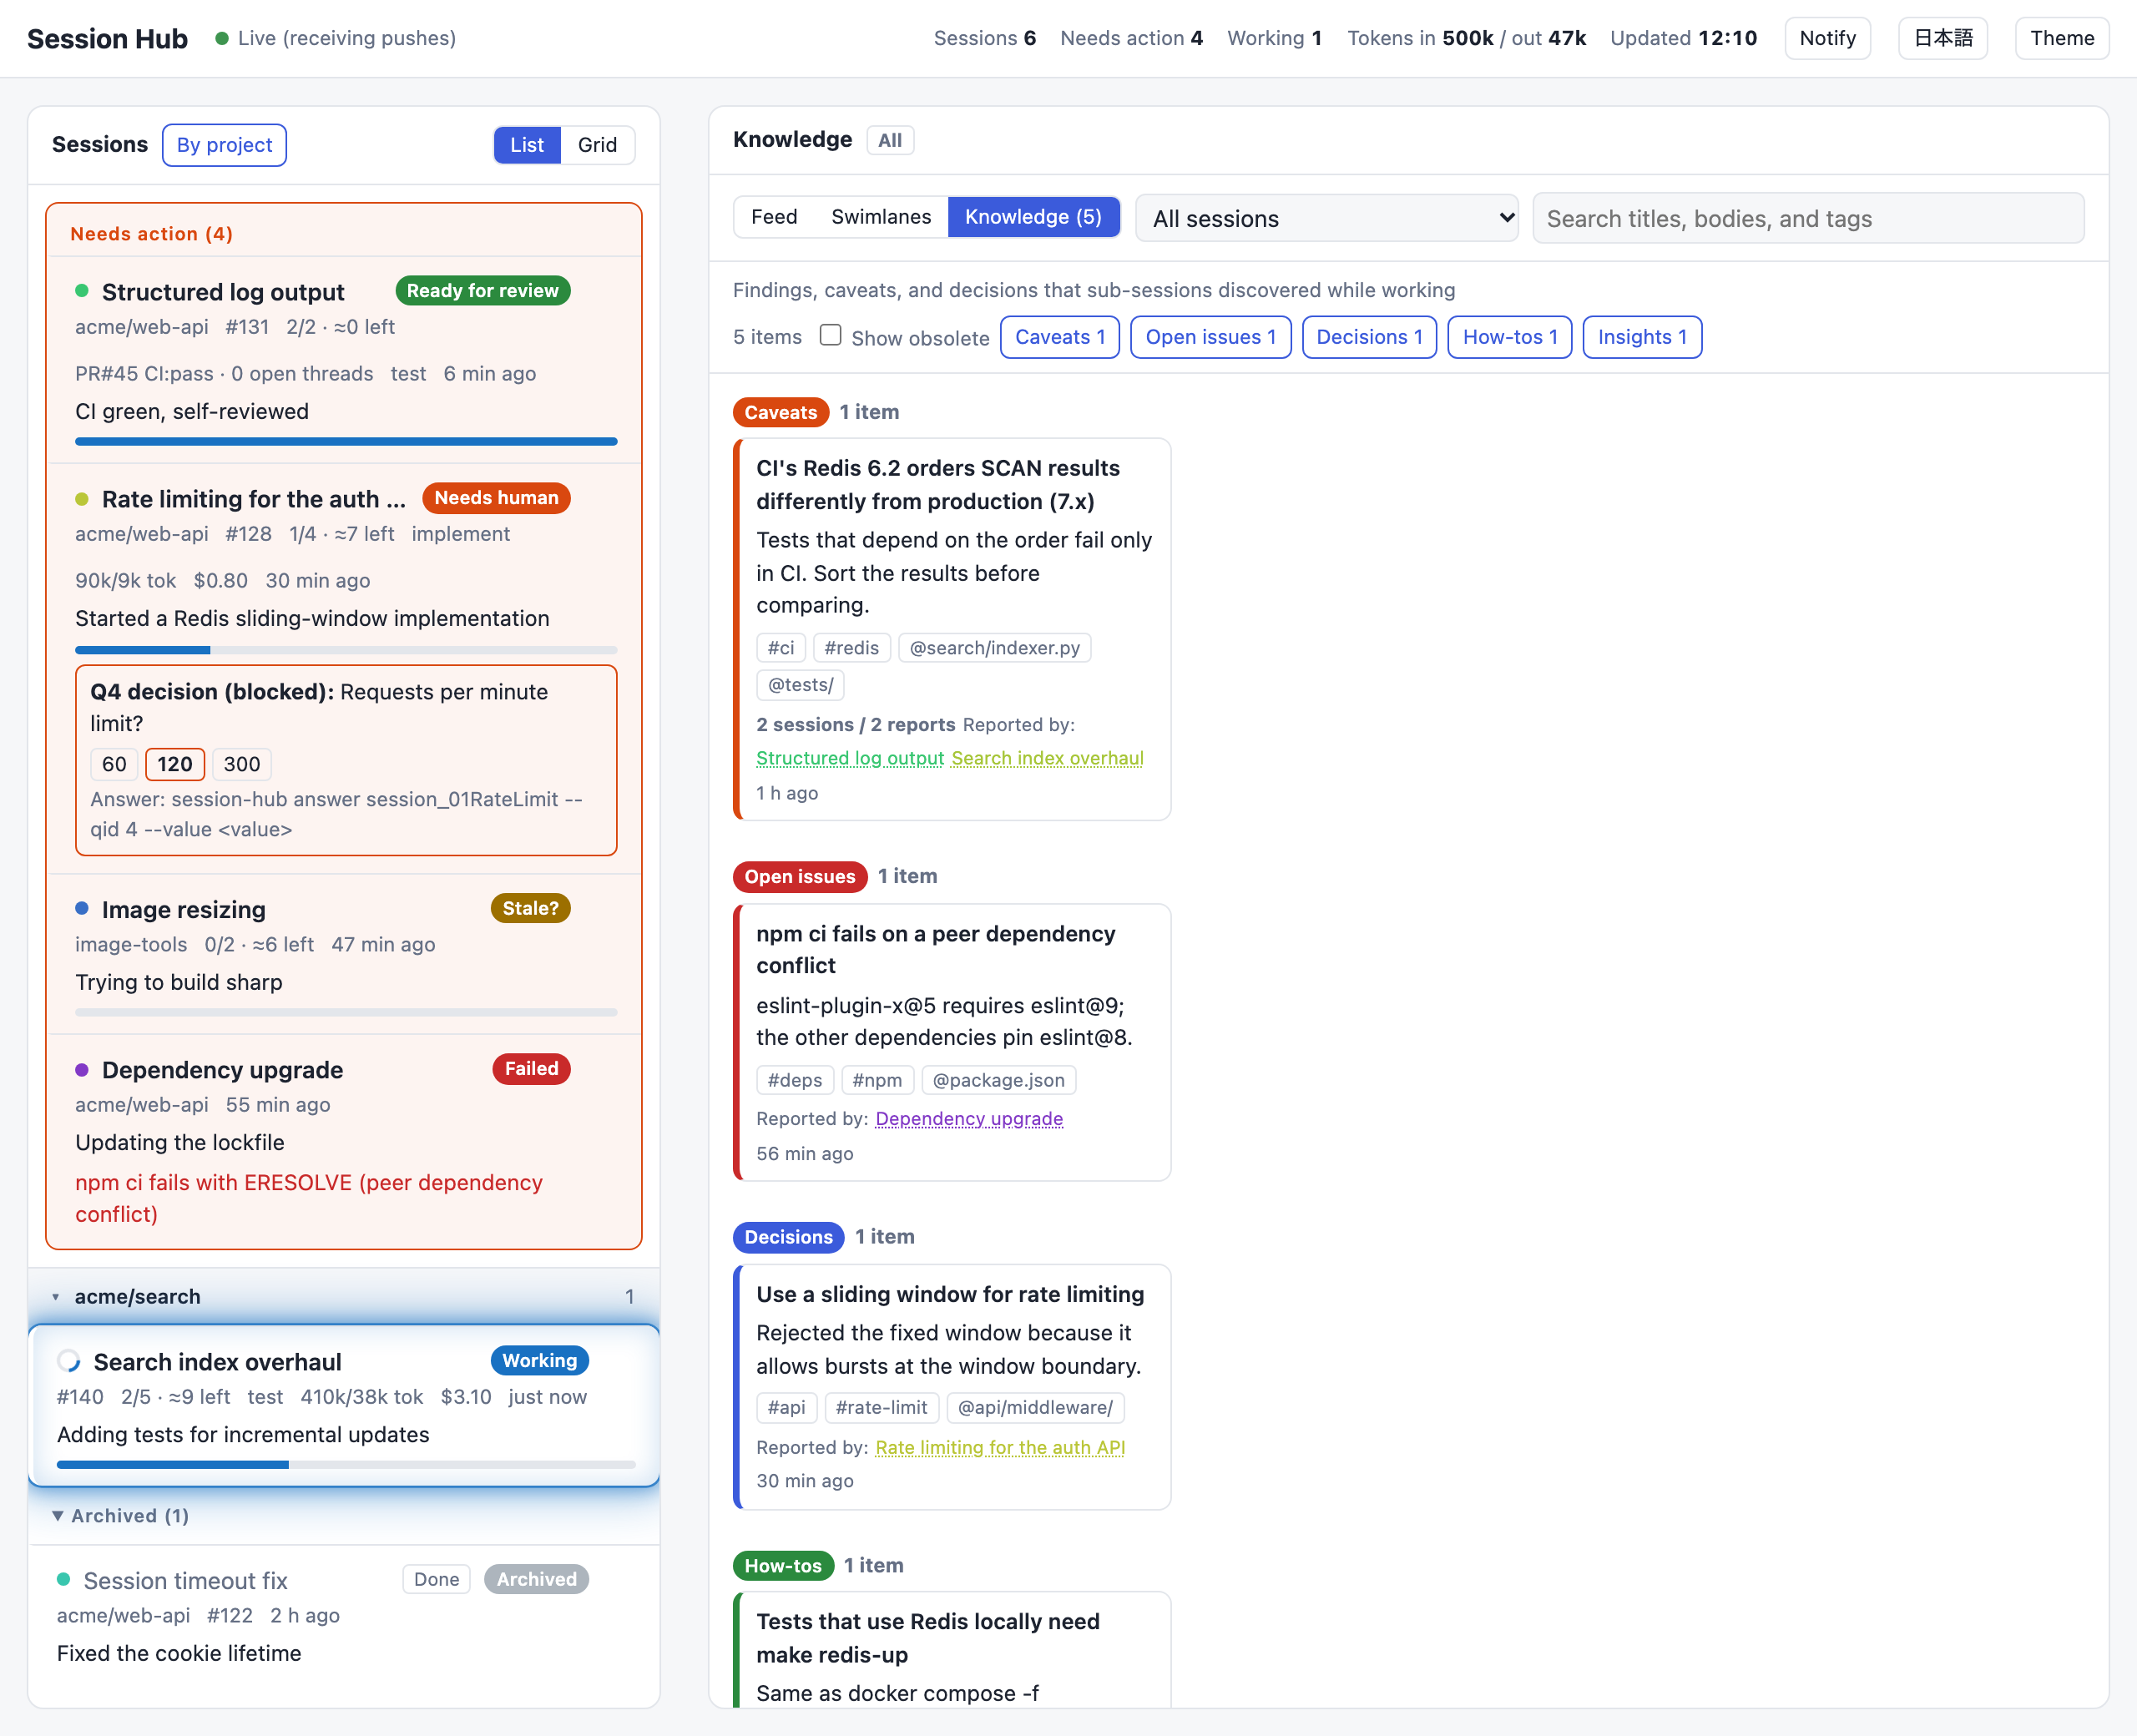 Session Hub
Live (receiving pushes)
Sessions 6 Needs action 4 Working 1 Tokens in 500k / out 47k Updated 12:10
Notify
日本語
Theme
Sessions
By project
List Grid
Needs action (4)
Structured log output
Ready for review
acme/web-api #131 2/2 · ≈0 left
PR#45 CI:pass · 0 open threads test 6 min ago
CI green, self-reviewed
Rate limiting for the auth ...
Needs human
acme/web-api #128 1/4 · ≈7 left implement
90k/9k tok $0.80 30 min ago
Started a Redis sliding-window implementation
Q4 decision (blocked): Requests per minute
limit?
60 120 300
Answer: session-hub answer session_01RateLimit --
qid 4 --value <value>
Image resizing
Stale?
image-tools 0/2 · ≈6 left 47 min ago
Trying to build sharp
Dependency upgrade
Failed
acme/web-api 55 min ago
Updating the lockfile
npm ci fails with ERESOLVE (peer dependency
conflict)
▾ acme/search 1
Search index overhaul
Working
#140 2/5 · ≈9 left test 410k/38k tok $3.10 just now
Adding tests for incremental updates
▼ Archived (1)
Session timeout fix
Done
Archived
acme/web-api #122 2 h ago
Fixed the cookie lifetime
Knowledge
All
Feed Swimlanes Knowledge (5)
All sessions
Search titles, bodies, and tags
Findings, caveats, and decisions that sub-sessions discovered while working
5 items Show obsolete Caveats 1 Open issues 1 Decisions 1 How-tos 1 Insights 1
Caveats 1 item
CI's Redis 6.2 orders SCAN results
differently from production (7.x)
Tests that depend on the order fail only
in CI. Sort the results before
comparing.
#ci #redis @search/indexer.py
@tests/
2 sessions / 2 reports Reported by:
Structured log output Search index overhaul
1 h ago
Open issues 1 item
npm ci fails on a peer dependency
conflict
eslint-plugin-x@5 requires eslint@9;
the other dependencies pin eslint@8.
#deps #npm @package.json
Reported by: Dependency upgrade
56 min ago
Decisions 1 item
Use a sliding window for rate limiting
Rejected the fixed window because it
allows bursts at the window boundary.
#api #rate-limit @api/middleware/
Reported by: Rate limiting for the auth API
30 min ago
How-tos 1 item
Tests that use Redis locally need
make redis-up
Same as docker compose -f